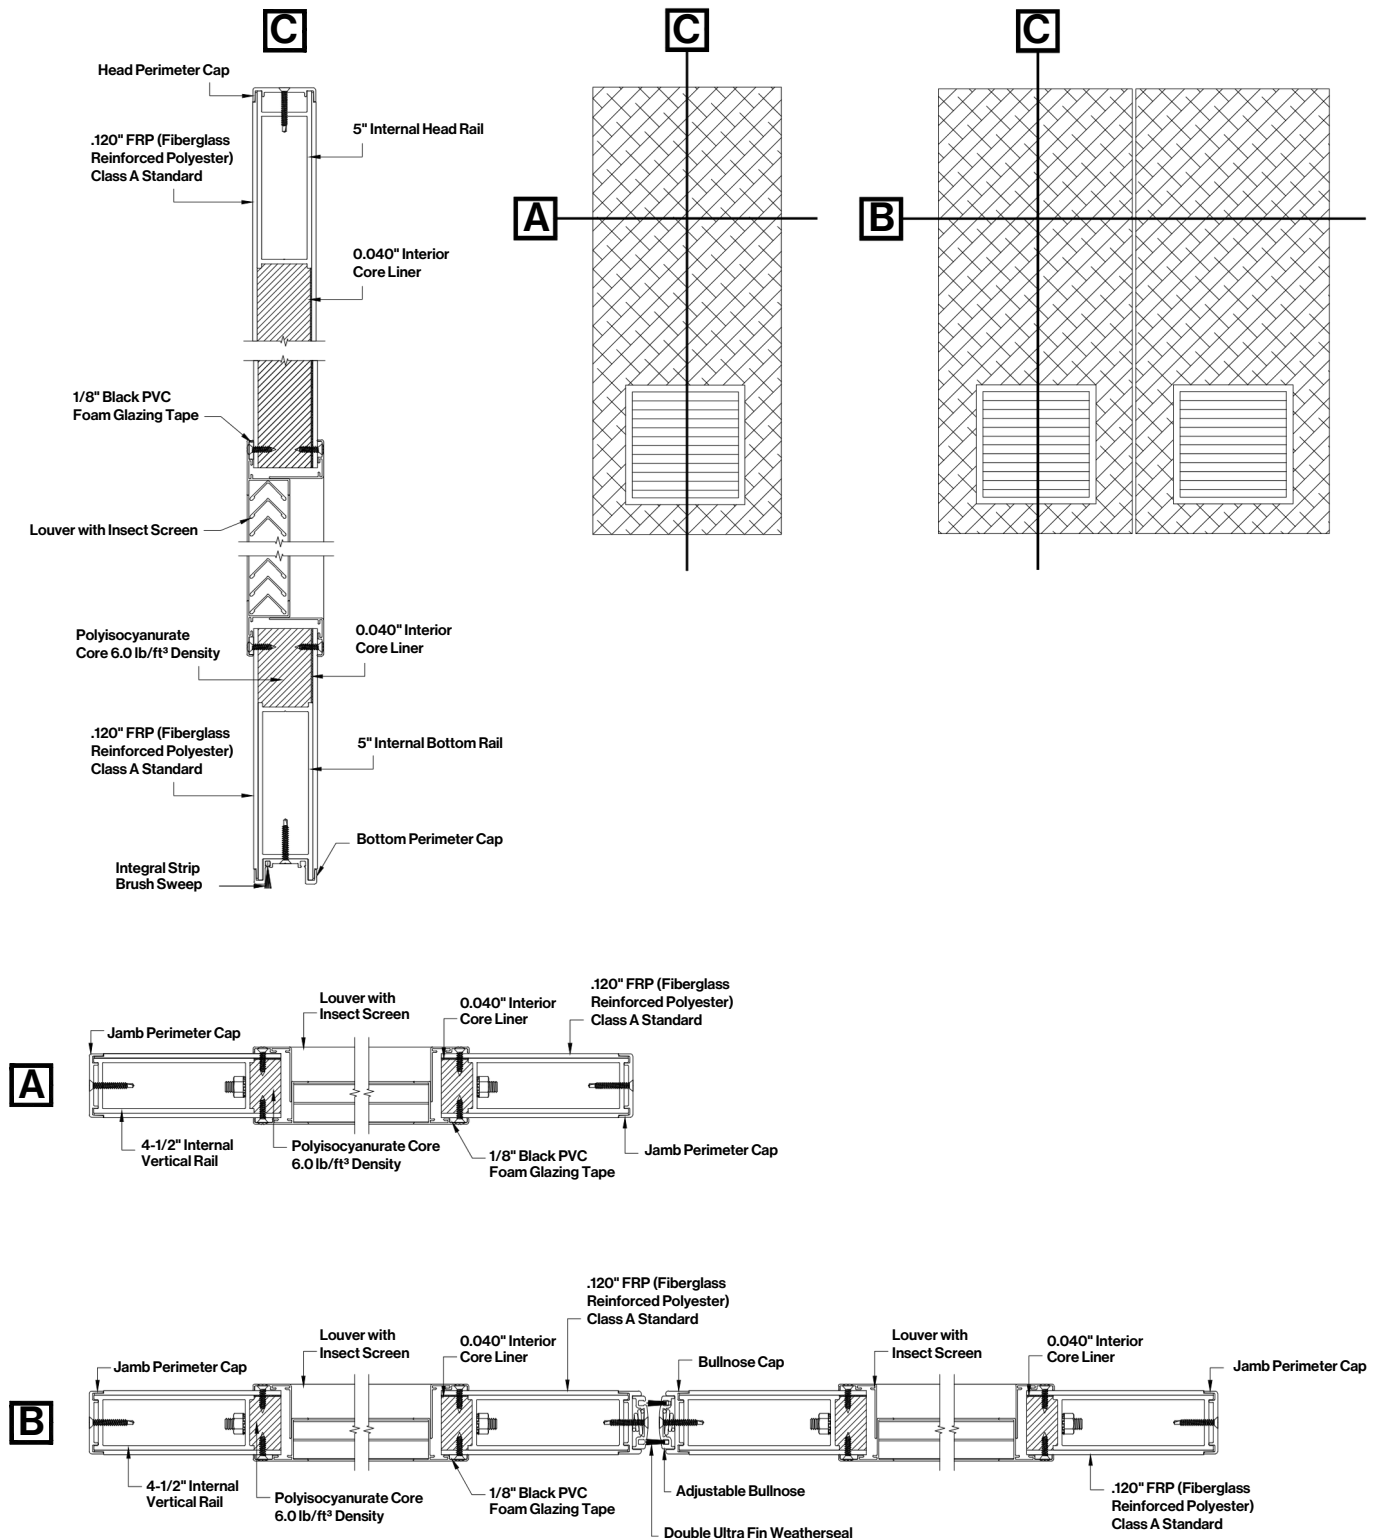 C
C
C
Head Perimeter Cap
.120" FRP (Fiberglass
Reinforced Polyester)
Class A Standard
5" Internal Head Rail
A
B
0.040" Interior
Core Liner
1/8" Black PVC
Foam Glazing Tape
Louver with Insect Screen
Polyisocyanurate
Core 6.0 lb/ft³ Density
0.040" Interior
Core Liner
.120" FRP (Fiberglass
Reinforced Polyester)
Class A Standard
5" Internal Bottom Rail
Bottom Perimeter Cap
Integral Strip
Brush Sweep
A
Jamb Perimeter Cap
Louver with
Insect Screen
0.040" Interior
Core Liner
.120" FRP (Fiberglass
Reinforced Polyester)
Class A Standard
4-1/2" Internal
Vertical Rail
Polyisocyanurate Core
6.0 lb/ft³ Density
1/8" Black PVC
Foam Glazing Tape
Jamb Perimeter Cap
B
Jamb Perimeter Cap
Louver with
Insect Screen
0.040" Interior
Core Liner
.120" FRP (Fiberglass
Reinforced Polyester)
Class A Standard
Bullnose Cap
Louver with
Insect Screen
0.040" Interior
Core Liner
Jamb Perimeter Cap
4-1/2" Internal
Vertical Rail
Polyisocyanurate Core
6.0 lb/ft³ Density
1/8" Black PVC
Foam Glazing Tape
Adjustable Bullnose
Double Ultra Fin Weatherseal
.120" FRP (Fiberglass
Reinforced Polyester)
Class A Standard